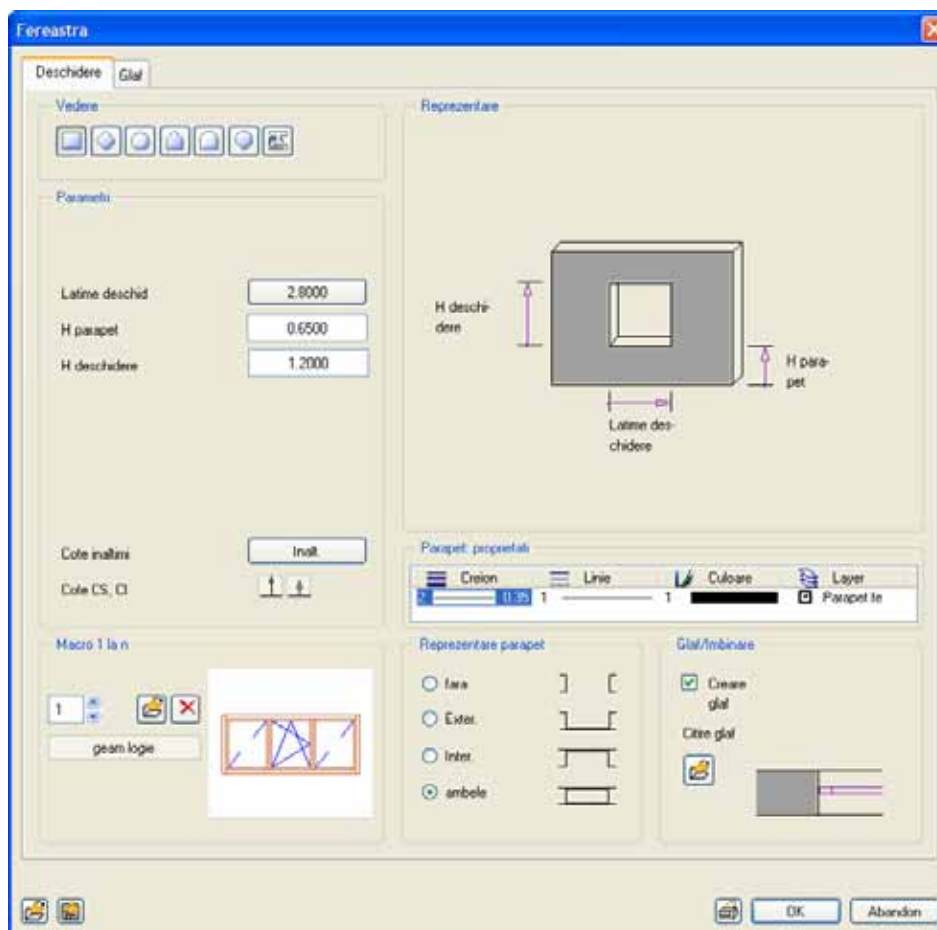 Fereastra
Deschidere Glaf
Vedere
Parametri
Latime deschid 2.8000
H parapet 0.6500
H deschidere 1.2000
Cote inaltimi Inalt.
Cote CS, CI
Macro 1 la n
1
geam logie
Reprezentare
H deschi-
dere
H para-
pet
Latime des-
chidere
Parapet: proprietati
Creion Linie Culoare Layer
2 0.35 1 1 Parapet fe
Reprezentare parapet
fara
Exter.
Inter.
ambele
Glaf/Imbinare
Creare
glaf
Citire glaf
OK Abandon